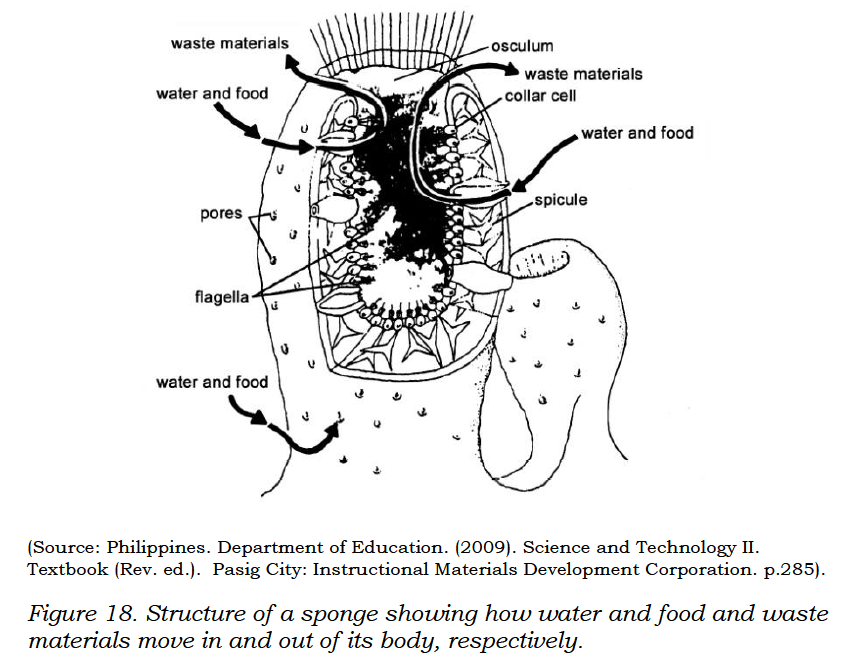 waste materials
osculum
waste materials
water and food
collar cell
water and food
spicule
pores
flagella
water and food
(Source: Philippines. Department of Education. (2009). Science and Technology II.
Textbook (Rev. ed.).  Pasig City: Instructional Materials Development Corporation. p.285).
Figure 18. Structure of a sponge showing how water and food and waste
materials move in and out of its body, respectively.